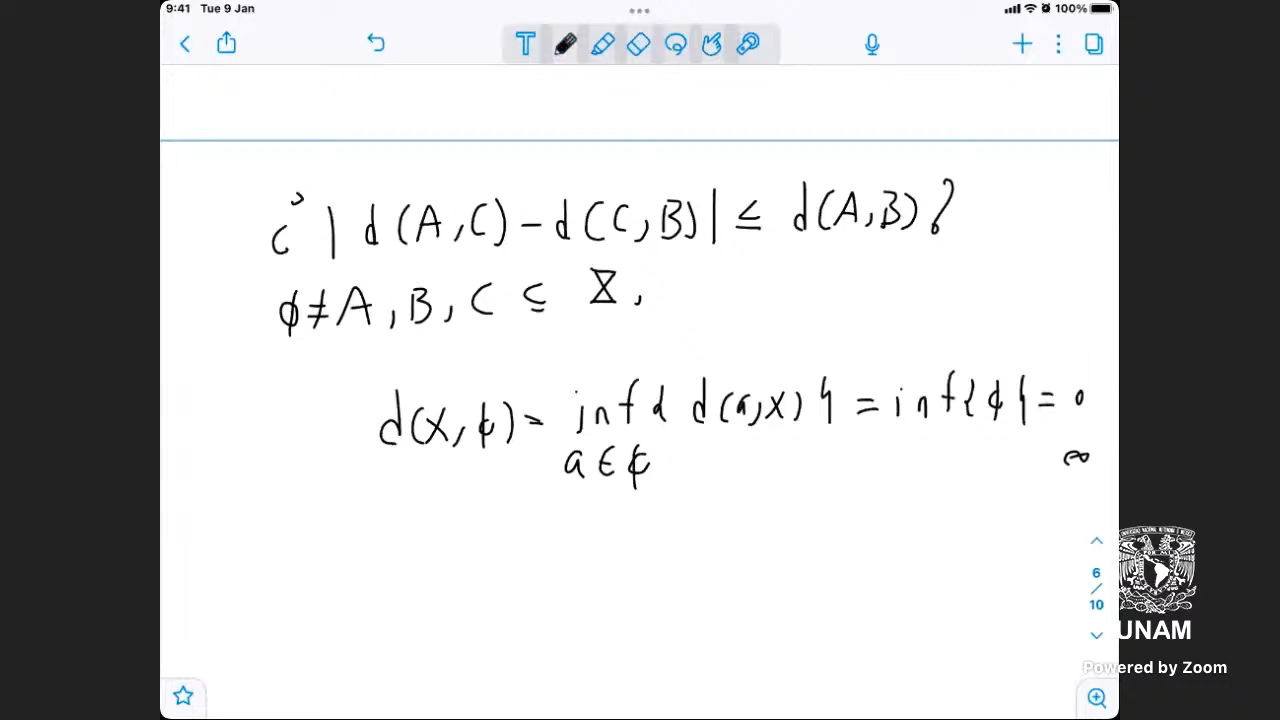 9:41 Tue 9 Jan
100%
T
¿ | d(A,C) - d(C,B)| ≤ d(A,B)?
∅≠A, B, C ⊆ X,
d(x,∅) = inf{ d(a,x) } = inf{∅} = 0
a∈∅ ∞
6
/
10
UNAM
Powered by Zoom